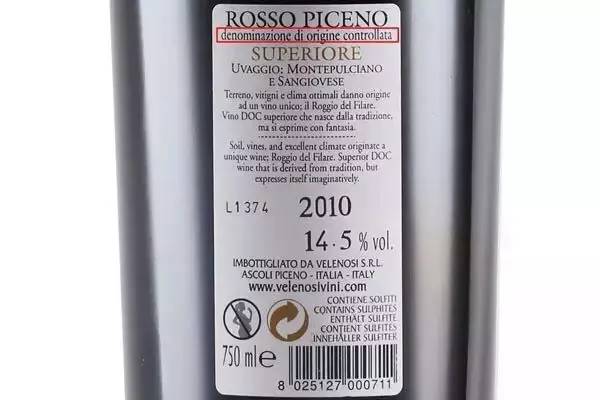 ROSSO PICENO
denominazione di origine controllata
SUPERIORE
UVAGGIO: MONTEPULCIANO
E SANGIOVESE
Terreno, vitigni e clima ottimali danno origine
ad un vino unico; il Roggio del Filare.
Vino DOC superiore che nasce dalla tradizione,
ma si esprime con fantasia.
Soil, vines, and excellent climate originate a
unique wine; Roggio del Filare. Superior DOC
wine that is derived from tradition, but
expresses itself imaginatively.
L1374 2010
14.5 % vol.
IMBOTTIGLIATO DA VELENOSI S.R.L.
ASCOLI PICENO - ITALIA - ITALY
www.velenosivini.com
CONTIENE SOLFITI
CONTAINS SULPHITES
ENTHÄLT SULFITE
CONTIENT SULFITES
INNEHÅLLER SULFITER
750 ml e
8 025127 000711